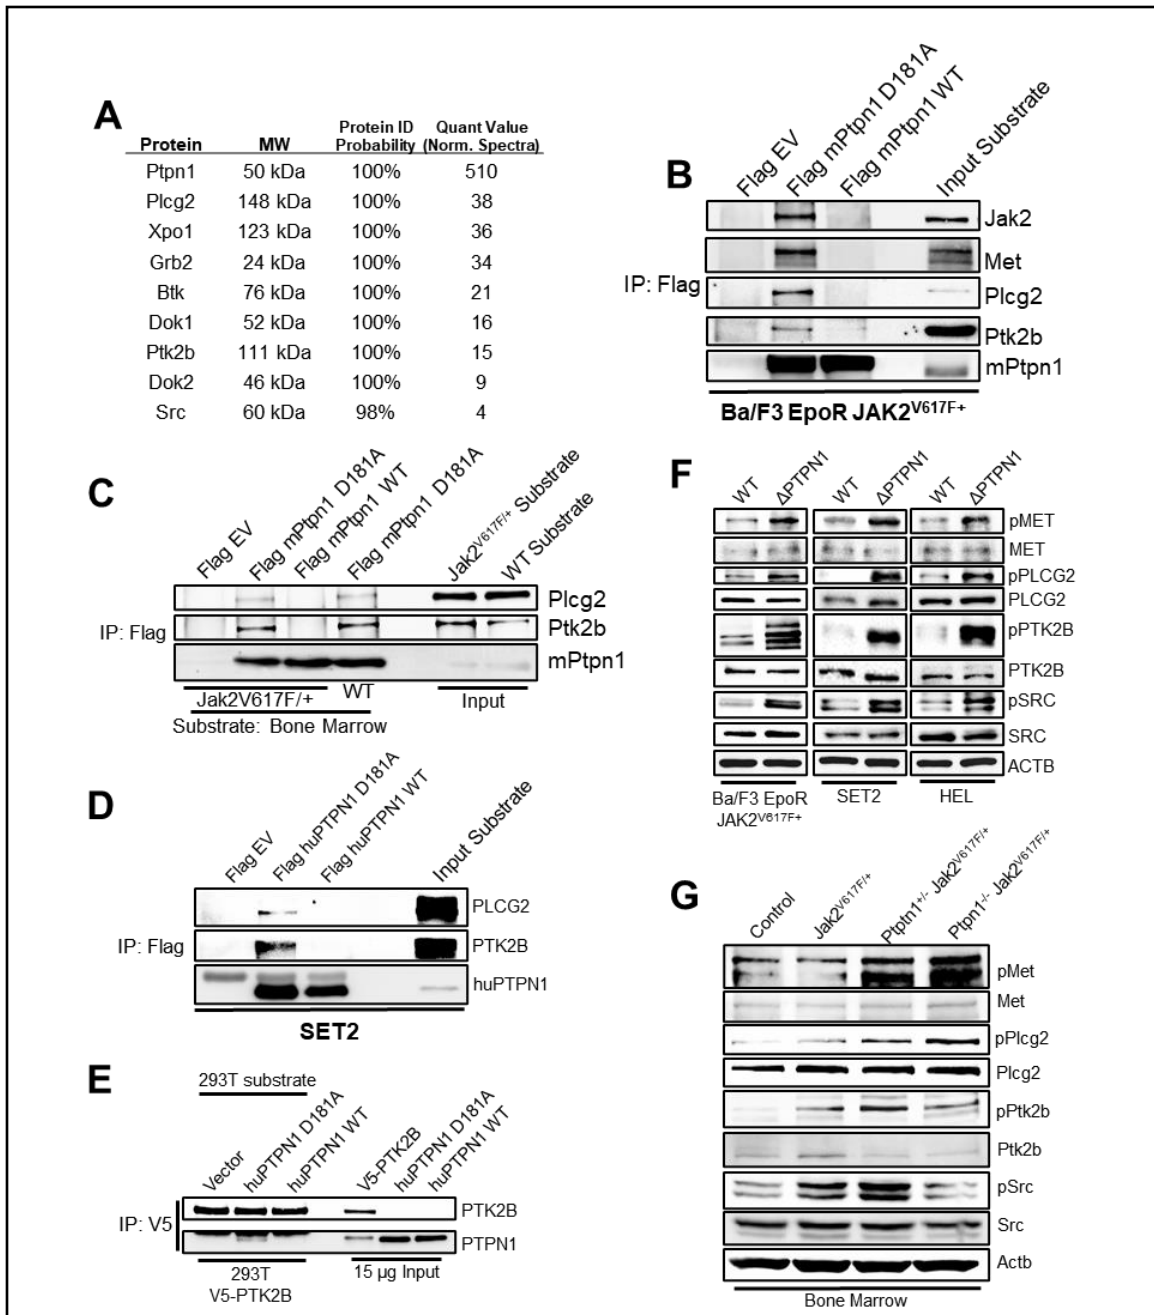 A
Protein MW Protein ID Probability Quant Value (Norm. Spectra)
Ptpn1 50 kDa 100% 510
Plcg2 148 kDa 100% 38
Xpo1 123 kDa 100% 36
Grb2 24 kDa 100% 34
Btk 76 kDa 100% 21
Dok1 52 kDa 100% 16
Ptk2b 111 kDa 100% 15
Dok2 46 kDa 100% 9
Src 60 kDa 98% 4
B
Flag EV
Flag mPtpn1 D181A
Flag mPtpn1 WT
Input Substrate
IP: Flag
Jak2
Met
Plcg2
Ptk2b
mPtpn1
Ba/F3 EpoR JAK2V617F+
C
Flag EV
Flag mPtpn1 D181A
Flag mPtpn1 WT
Flag mPtpn1 D181A
Jak2V617F/+ Substrate
WT Substrate
IP: Flag
Plcg2
Ptk2b
mPtpn1
Jak2V617F/+ WT Input
Substrate: Bone Marrow
D
Flag EV
Flag huPTPN1 D181A
Flag huPTPN1 WT
Input Substrate
IP: Flag
PLCG2
PTK2B
huPTPN1
SET2
E
293T substrate
Vector
huPTPN1 D181A
huPTPN1 WT
V5-PTK2B
huPTPN1 D181A
huPTPN1 WT
IP: V5
PTK2B
PTPN1
293T
V5-PTK2B
15 µg Input
F
WT ΔPTPN1 WT ΔPTPN1 WT ΔPTPN1
pMET
MET
pPLCG2
PLCG2
pPTK2B
PTK2B
pSRC
SRC
ACTB
Ba/F3 EpoR
JAK2V617F+
SET2
HEL
G
Control
Jak2V617F/+
Ptptn1+/- Jak2V617F/+
Ptpn1-/- Jak2V617F/+
pMet
Met
pPlcg2
Plcg2
pPtk2b
Ptk2b
pSrc
Src
Actb
Bone Marrow